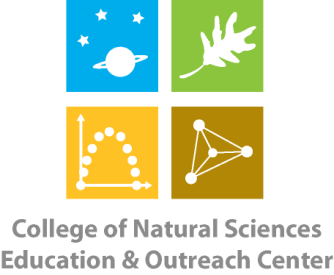 College of Natural Sciences
Education & Outreach Center